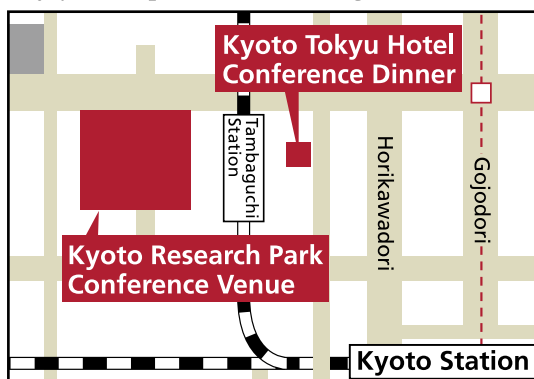 Kyoto Tokyu Hotel
Conference Dinner
Tambaguchi
Station
Horikawadori
Gojodori
Kyoto Research Park
Conference Venue
Kyoto Station